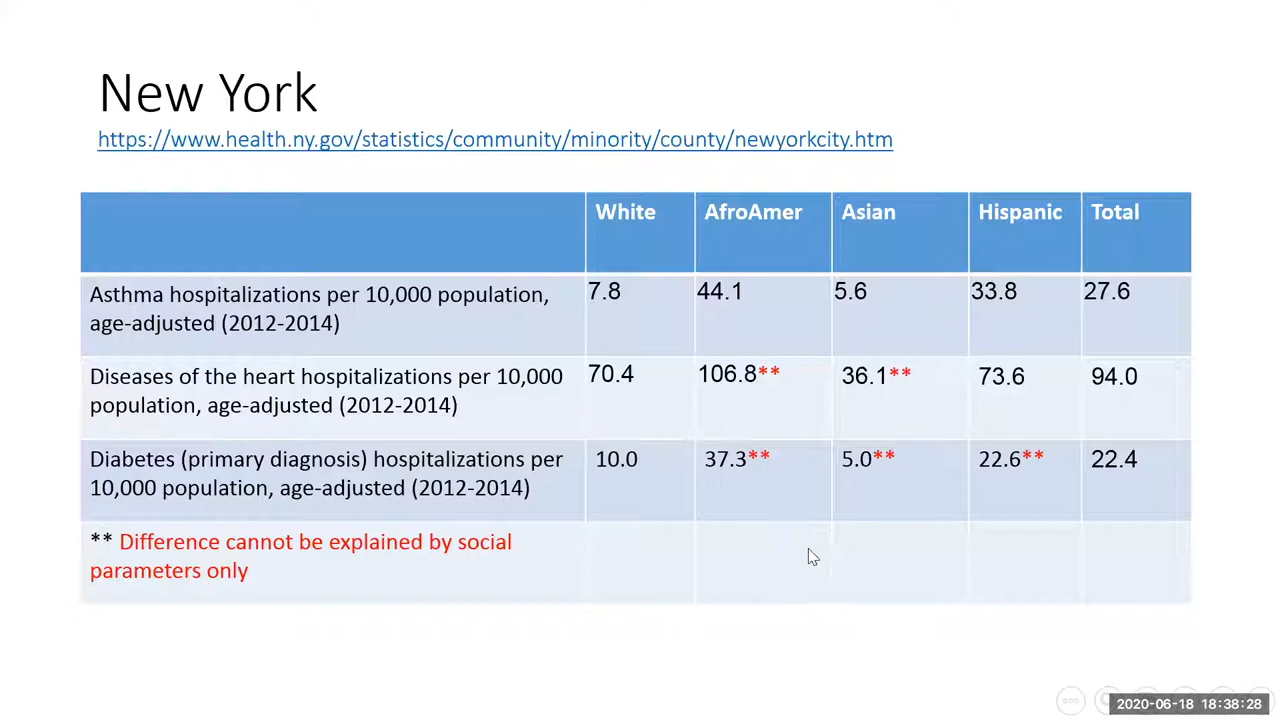 New York
https://www.health.ny.gov/statistics/community/minority/county/newyorkcity.htm
White AfroAmer Asian Hispanic Total
Asthma hospitalizations per 10,000 population,
age-adjusted (2012-2014)
7.8 44.1 5.6 33.8 27.6
Diseases of the heart hospitalizations per 10,000
population, age-adjusted (2012-2014)
70.4 106.8** 36.1** 73.6 94.0
Diabetes (primary diagnosis) hospitalizations per
10,000 population, age-adjusted (2012-2014)
10.0 37.3** 5.0** 22.6** 22.4
** Difference cannot be explained by social
parameters only
2020-06-18 18:38:28